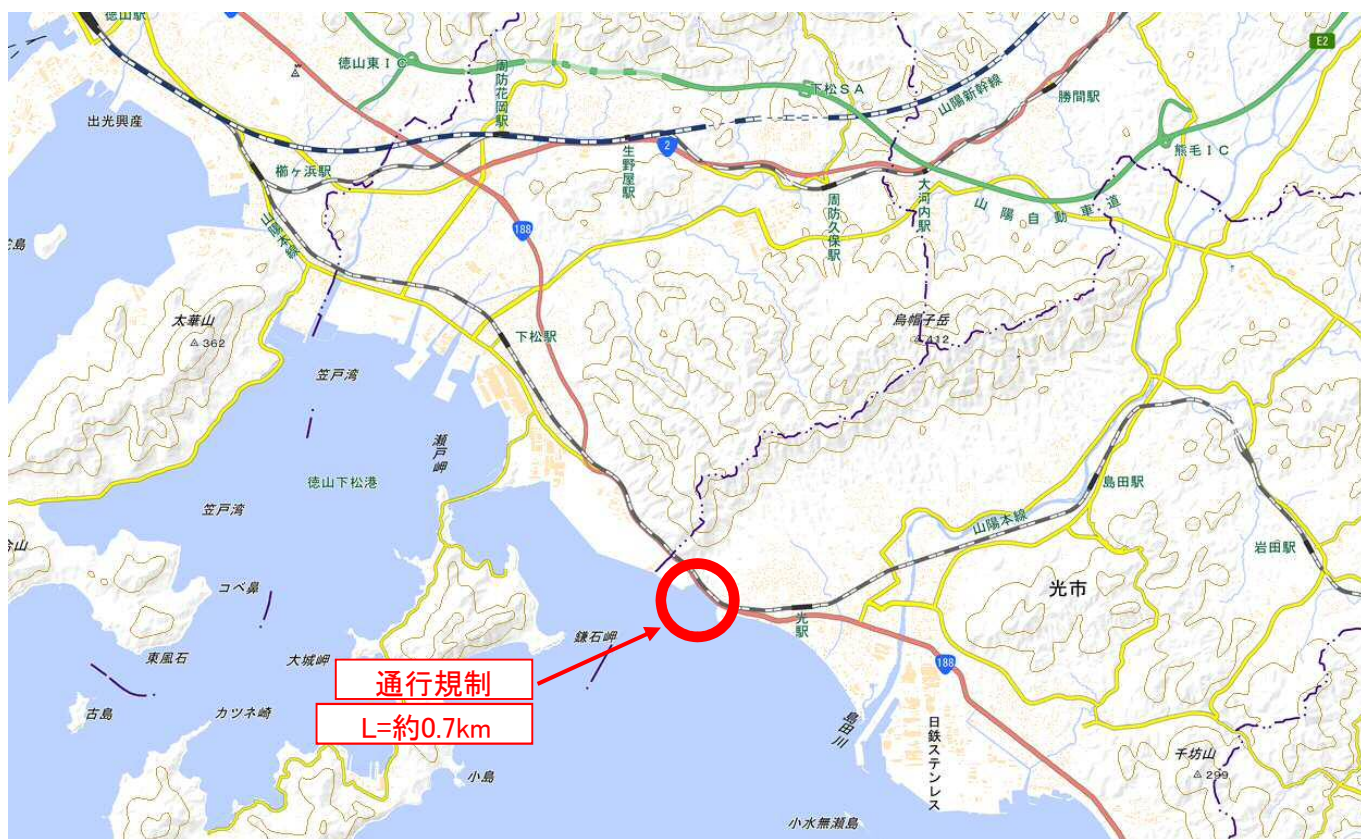 徳山駅
E2
徳山東IC
周防花岡駅
下松SA
山陽新幹線
勝間駅
出光興産
櫛ヶ浜駅
生野屋駅
2
熊毛IC
周防久保駅
大河内駅
山陽自動車道
188
山陽本線
太華山
362
下松駅
烏帽子岳
412
笠戸湾
瀬戸岬
徳山下松港
島田駅
山陽本線
笠戸湾
岩田駅
コベ鼻
光市
光駅
鎌石岬
東風石
大城岬
188
通行規制
L=約0.7km
古島
カツネ崎
島田川
日鉄ステンレス
千坊山
299
小島
小水無瀬島